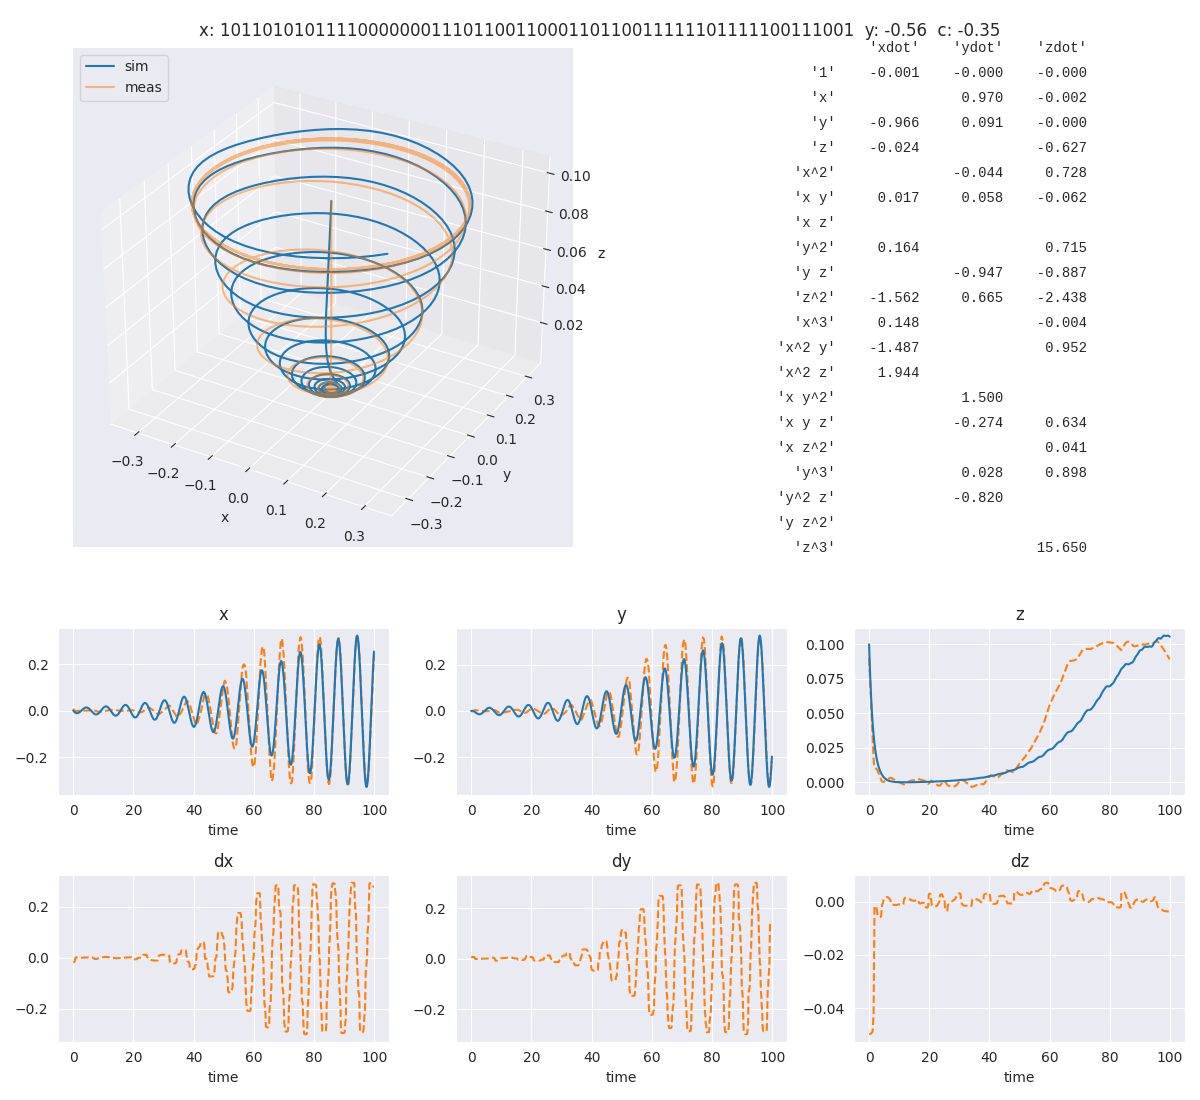 x: 101101010111100000001110110011000110110011111101111100111001  y: -0.56  c: -0.35
sim
meas
0.10
0.08
0.06
0.04
0.02
z
−0.3
−0.2
−0.1
0.0
0.1
0.2
0.3
x
−0.3
−0.2
−0.1
0.0
0.1
0.2
0.3
y
'xdot' 'ydot' 'zdot'
'1' -0.001 -0.000 -0.000
'x' 0.970 -0.002
'y' -0.966 0.091 -0.000
'z' -0.024 -0.627
'x^2' -0.044 0.728
'x y' 0.017 0.058 -0.062
'x z'
'y^2' 0.164 0.715
'y z' -0.947 -0.887
'z^2' -1.562 0.665 -2.438
'x^3' 0.148 -0.004
'x^2 y' -1.487 0.952
'x^2 z' 1.944
'x y^2' 1.500
'x y z' -0.274 0.634
'x z^2' 0.041
'y^3' 0.028 0.898
'y^2 z' -0.820
'y z^2'
'z^3' 15.650
x
0.2
0.0
−0.2
0 20 40 60 80 100
time
y
0.2
0.0
−0.2
0 20 40 60 80 100
time
z
0.100
0.075
0.050
0.025
0.000
0 20 40 60 80 100
time
dx
0.2
0.0
−0.2
0 20 40 60 80 100
time
dy
0.2
0.0
−0.2
0 20 40 60 80 100
time
dz
0.00
−0.02
−0.04
0 20 40 60 80 100
time